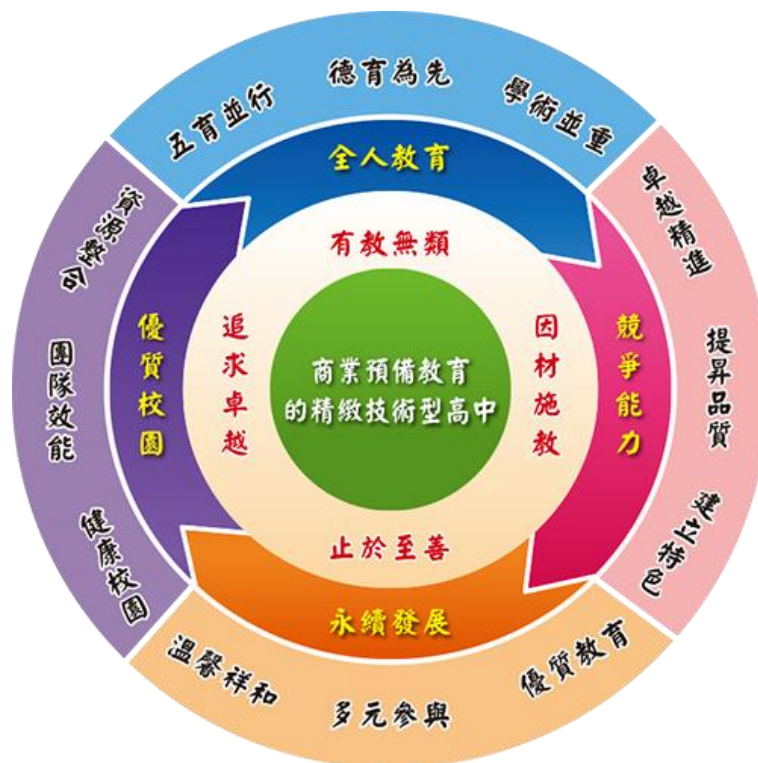 五育並行
德育為先
學術並重
卓越精進
提昇品質
建立特色
優質教育
多元參與
溫馨祥和
健康校園
團隊效能
資源整合
全人教育
競爭能力
永續發展
優質校園
有教無類
因材施教
止於至善
追求卓越
商業預備教育
的精緻技術型高中